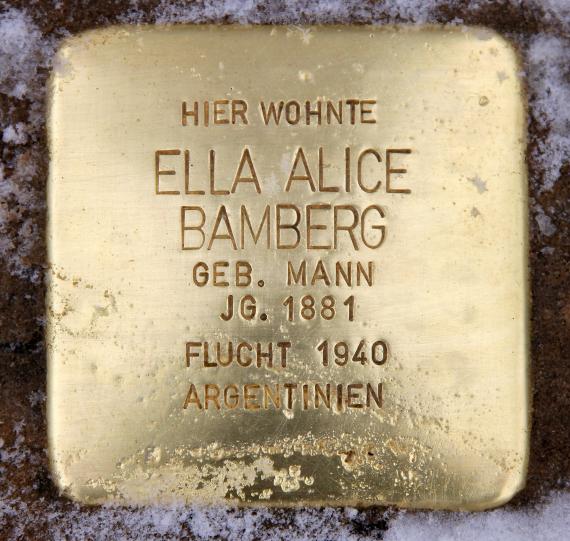 HIER WOHNTE
ELLA ALICE
BAMBERG
GEB. MANN
JG. 1881
FLUCHT 1940
ARGENTINIEN